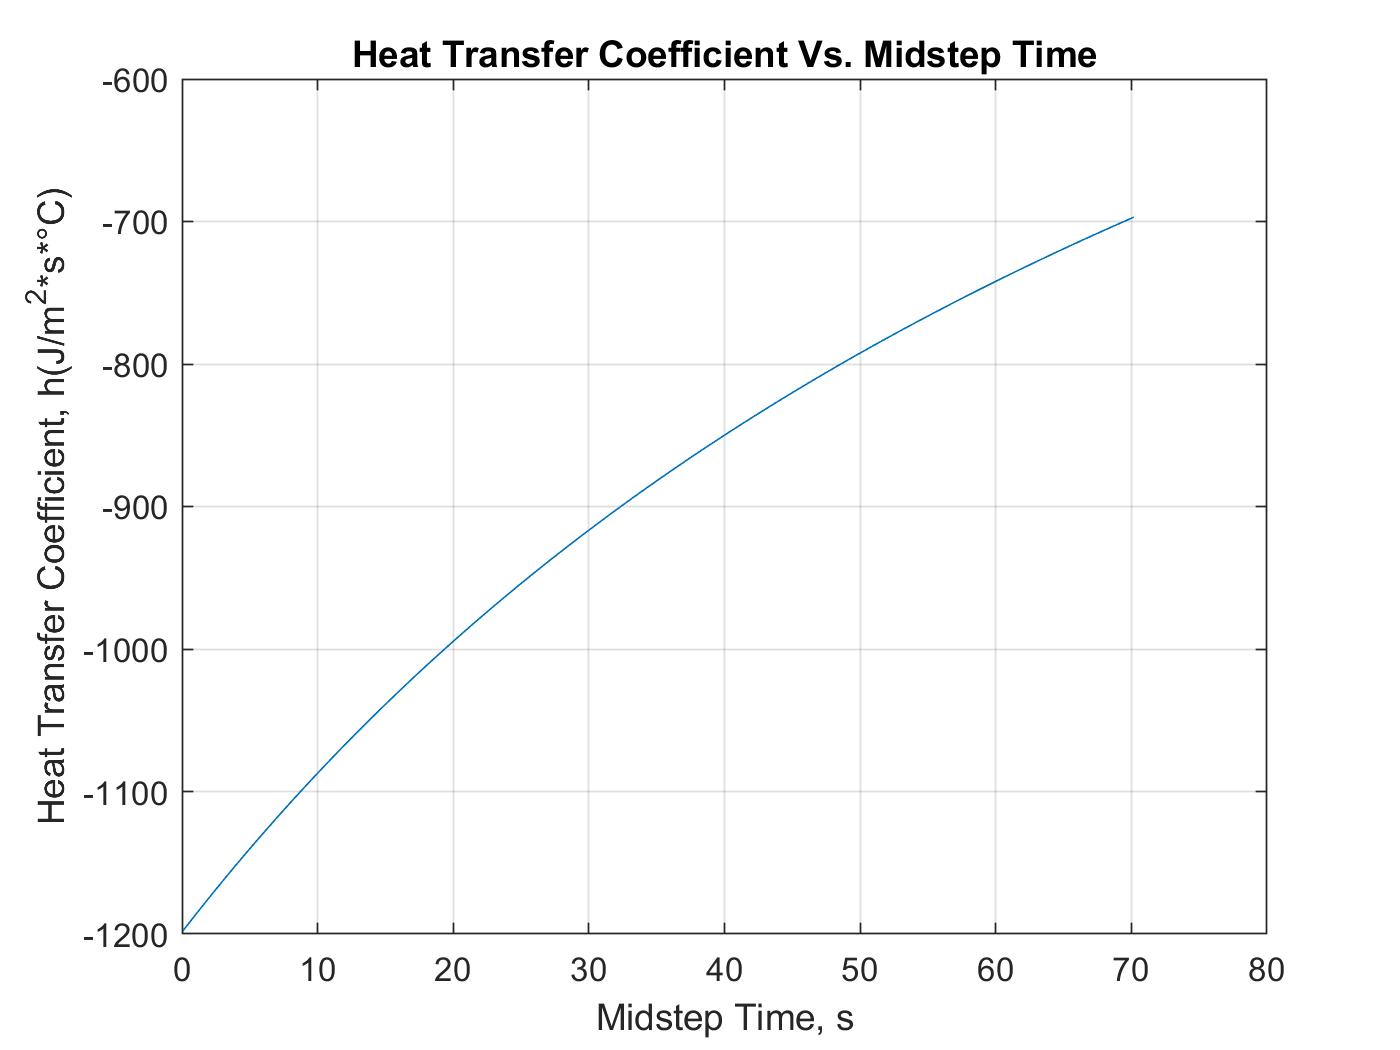 Heat Transfer Coefficient Vs. Midstep Time
Heat Transfer Coefficient, h(J/m²*s*°C)
-600
-700
-800
-900
-1000
-1100
-1200
0 10 20 30 40 50 60 70 80
Midstep Time, s